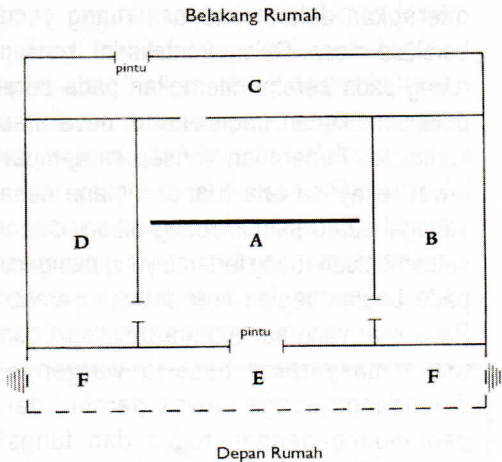 Belakang Rumah
pintu
C
D A B
pintu
F E F
Depan Rumah